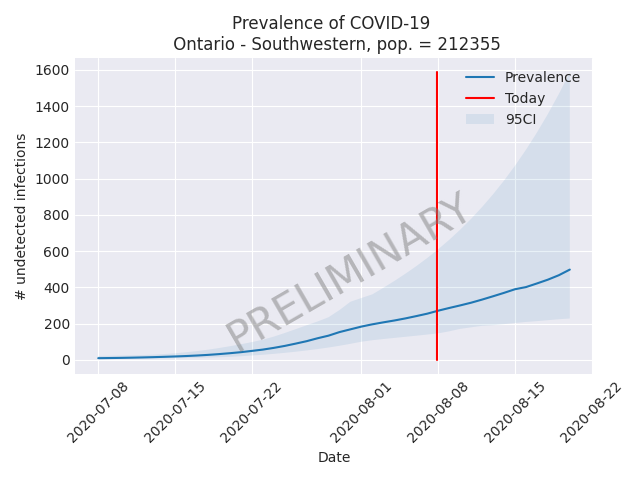 Prevalence of COVID-19
Ontario - Southwestern, pop. = 212355
1600
1400
1200
1000
800
600
400
200
0
# undetected infections
Prevalence
Today
95CI
PRELIMINARY
2020-07-08
2020-07-15
2020-07-22
2020-08-01
2020-08-08
2020-08-15
2020-08-22
Date